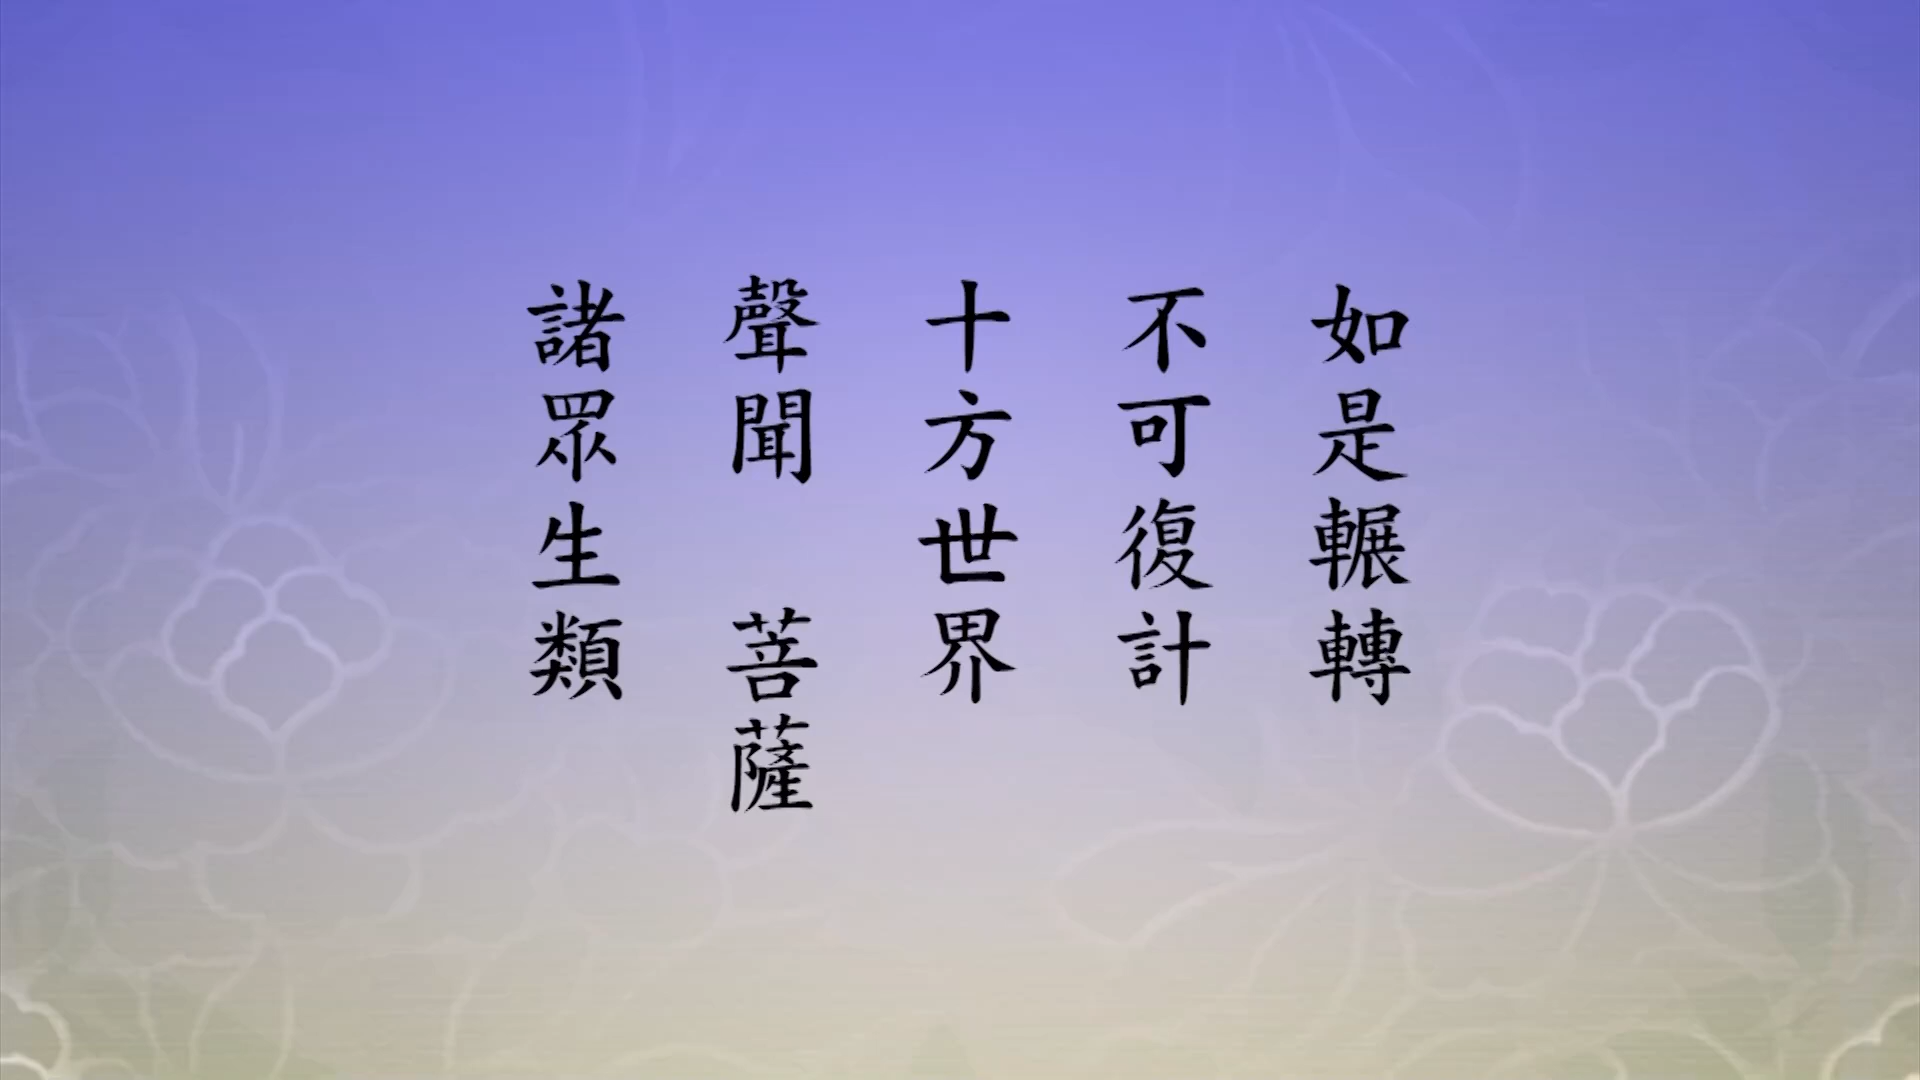 如是輾轉
不可復計
十方世界
聲聞　菩薩
諸眾生類